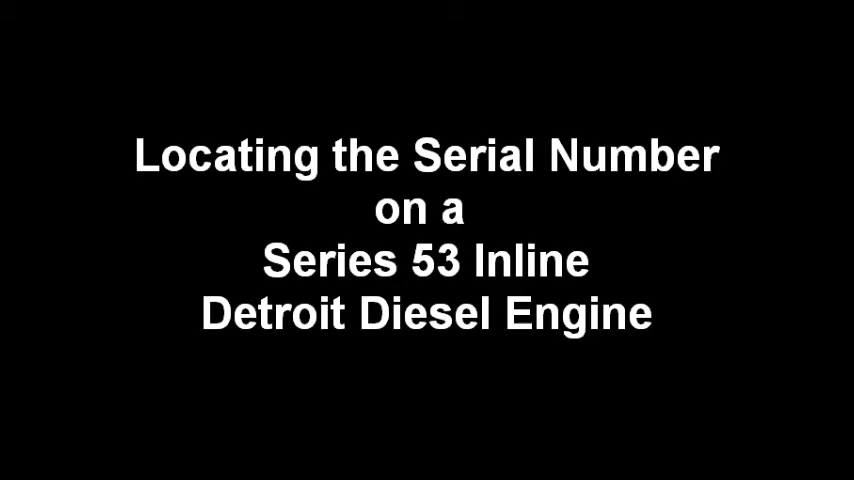 Locating the Serial Number
on a
Series 53 Inline
Detroit Diesel Engine